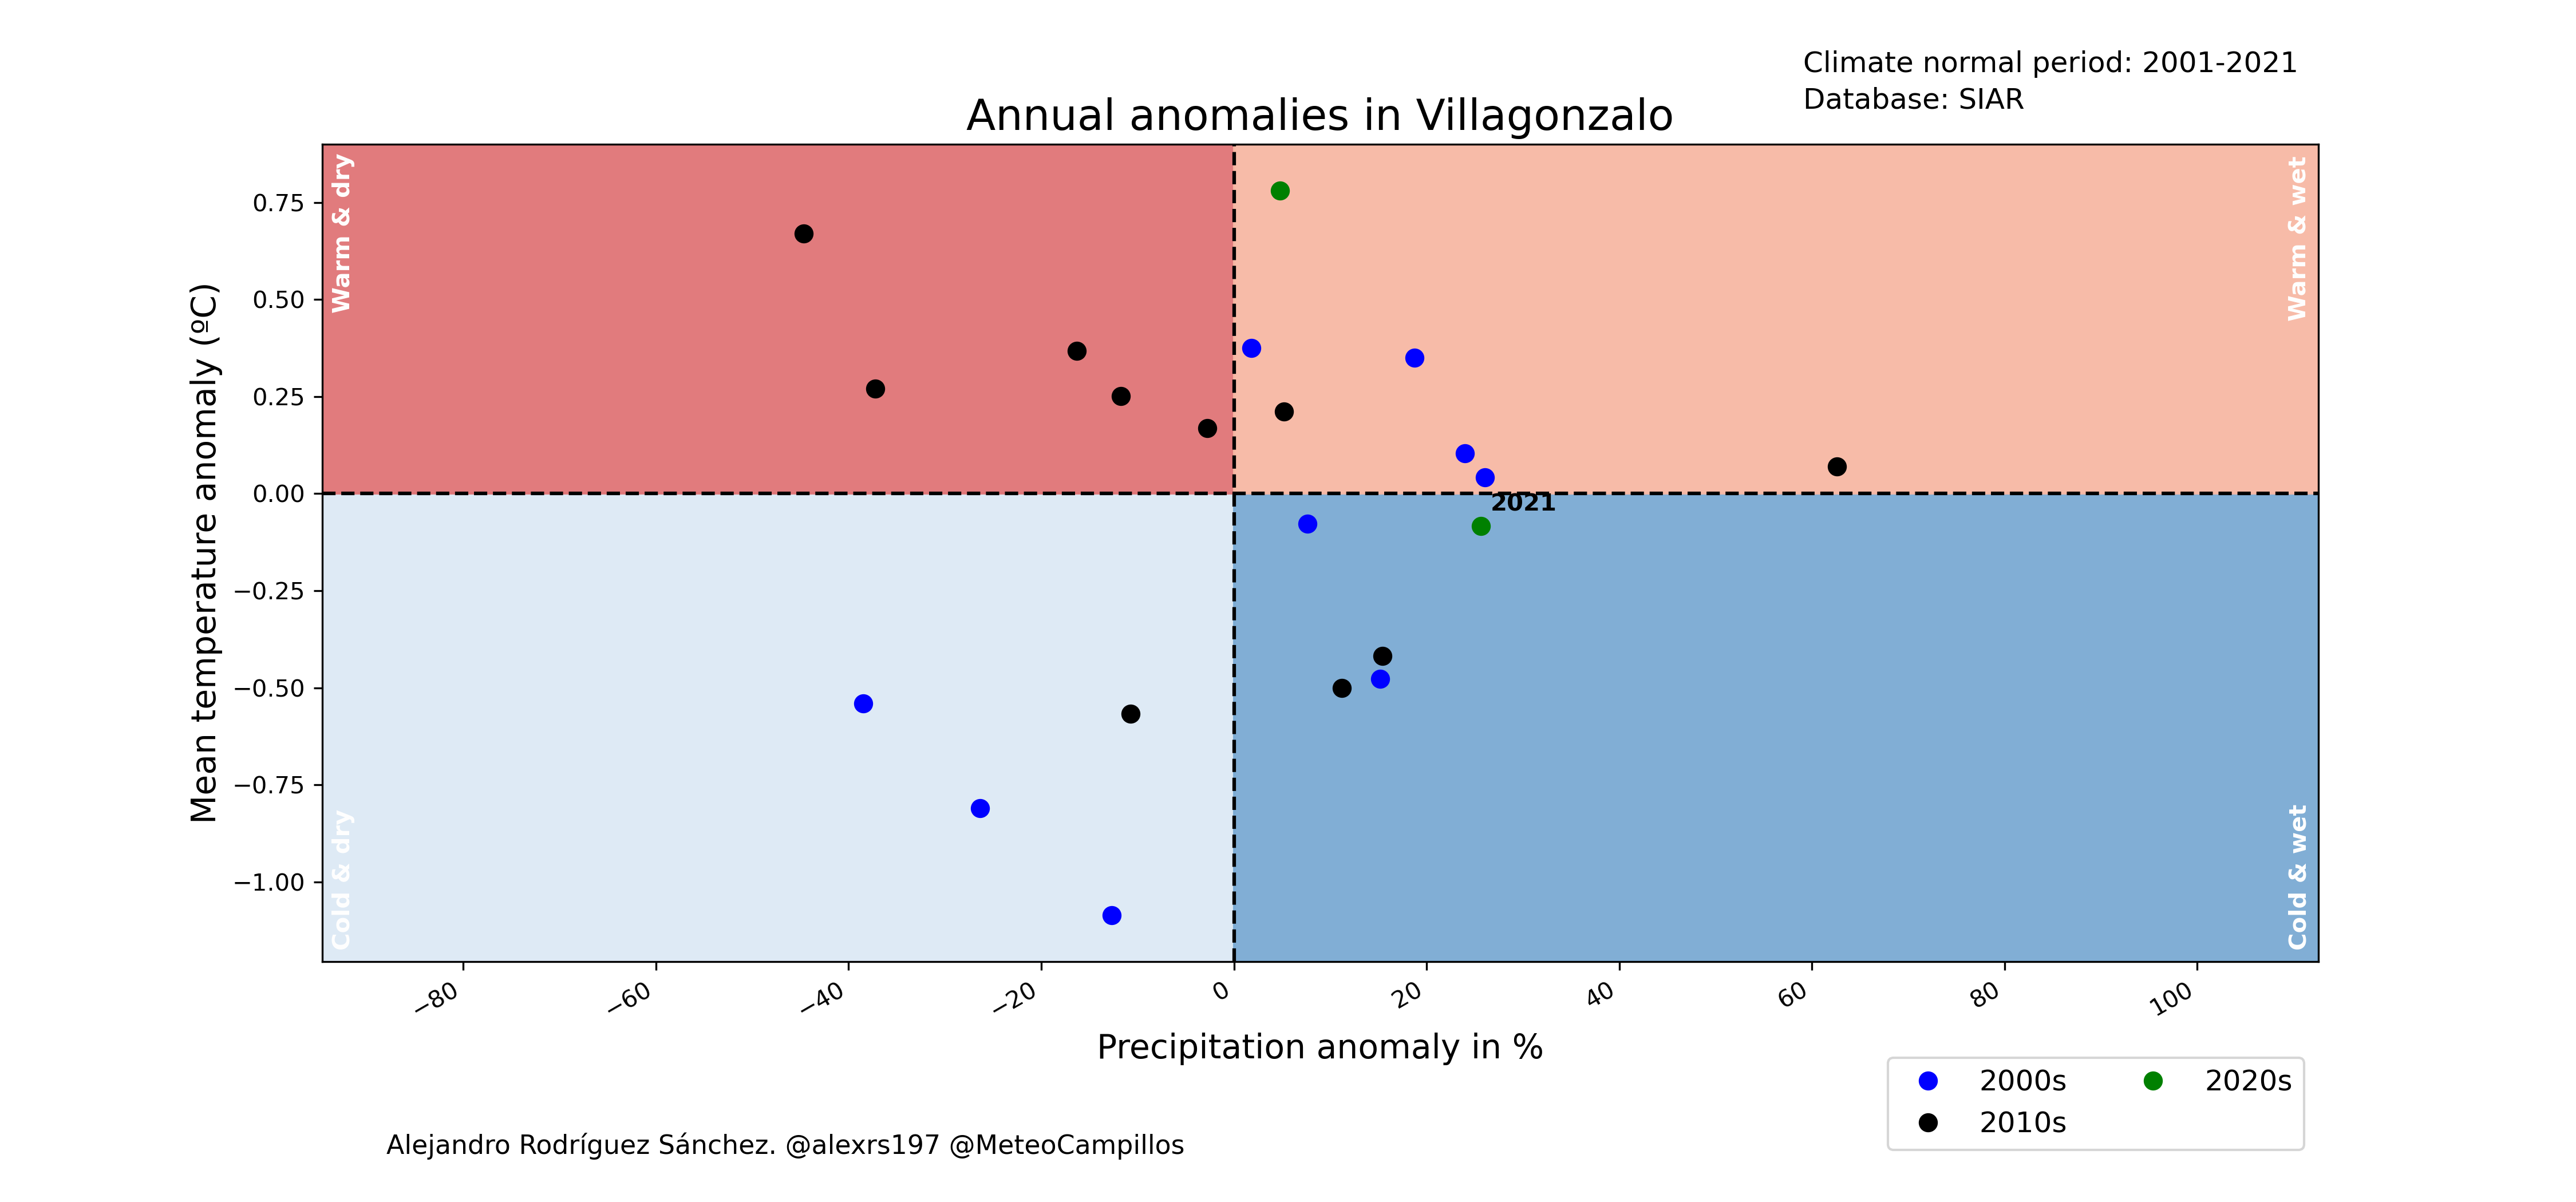 Climate normal period: 2001-2021
Database: SIAR
Annual anomalies in Villagonzalo
Warm & dry
Warm & wet
Mean temperature anomaly (ºC)
0.75
0.50
0.25
0.00
−0.25
−0.50
−0.75
−1.00
2021
Cold & dry
Cold & wet
−80
−60
−40
−20
0
20
40
60
80
100
Precipitation anomaly in %
2000s
2020s
2010s
Alejandro Rodríguez Sánchez. @alexrs197 @MeteoCampillos